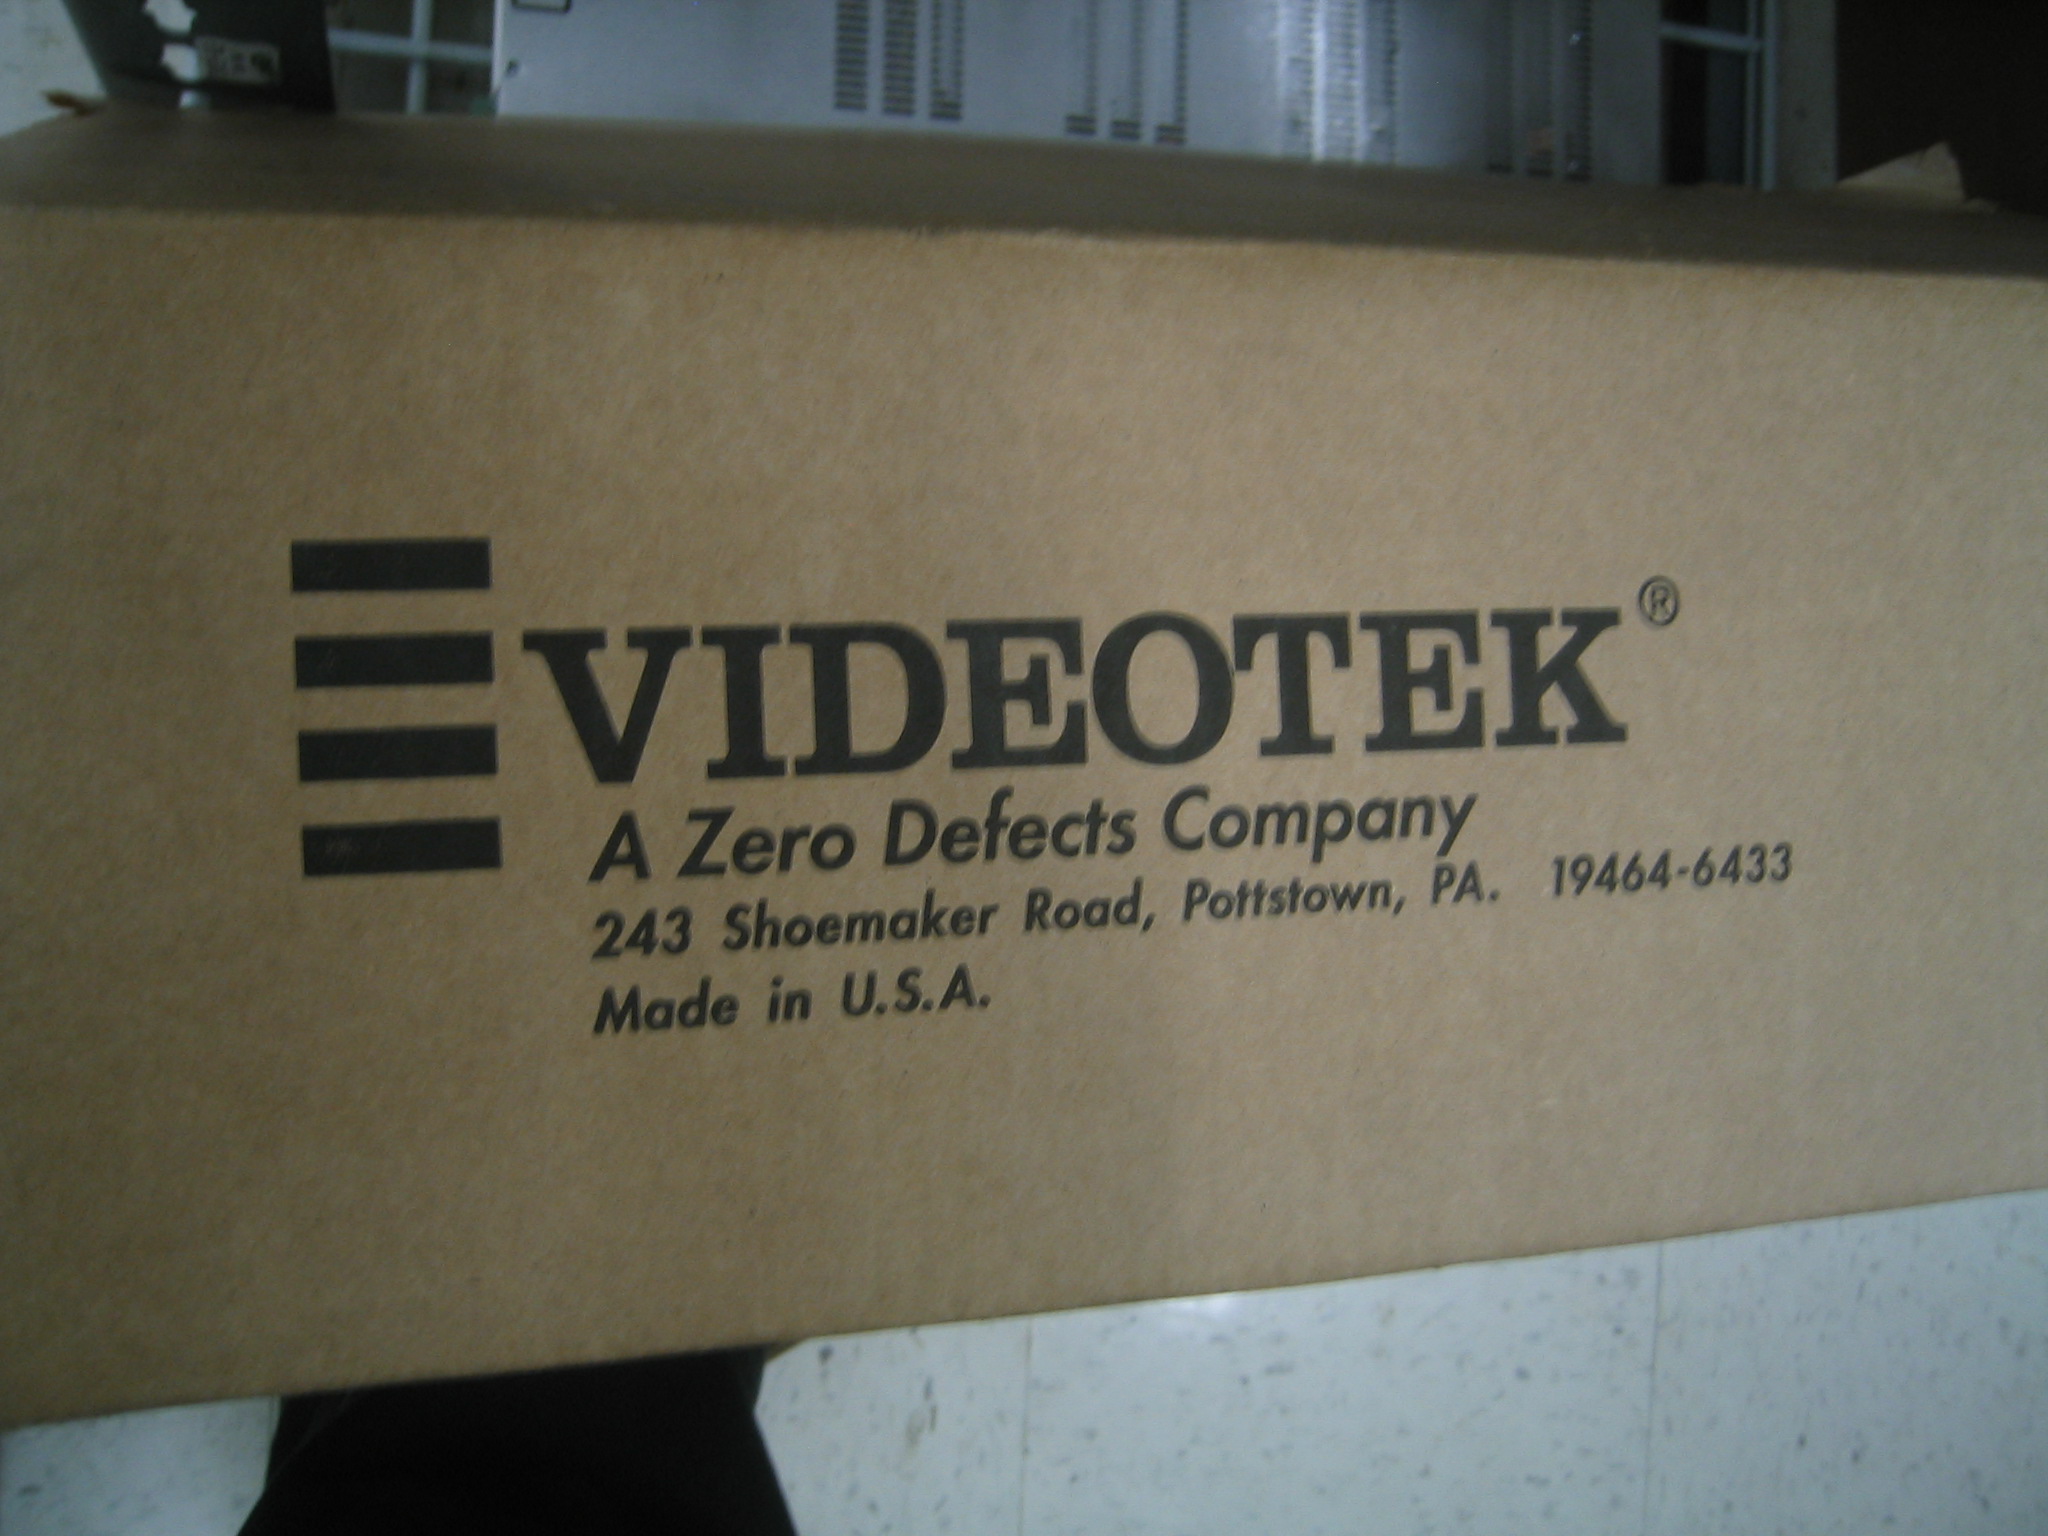 VIDEOTEK®
A Zero Defects Company
243 Shoemaker Road, Pottstown, PA. 19464-6433
Made in U.S.A.